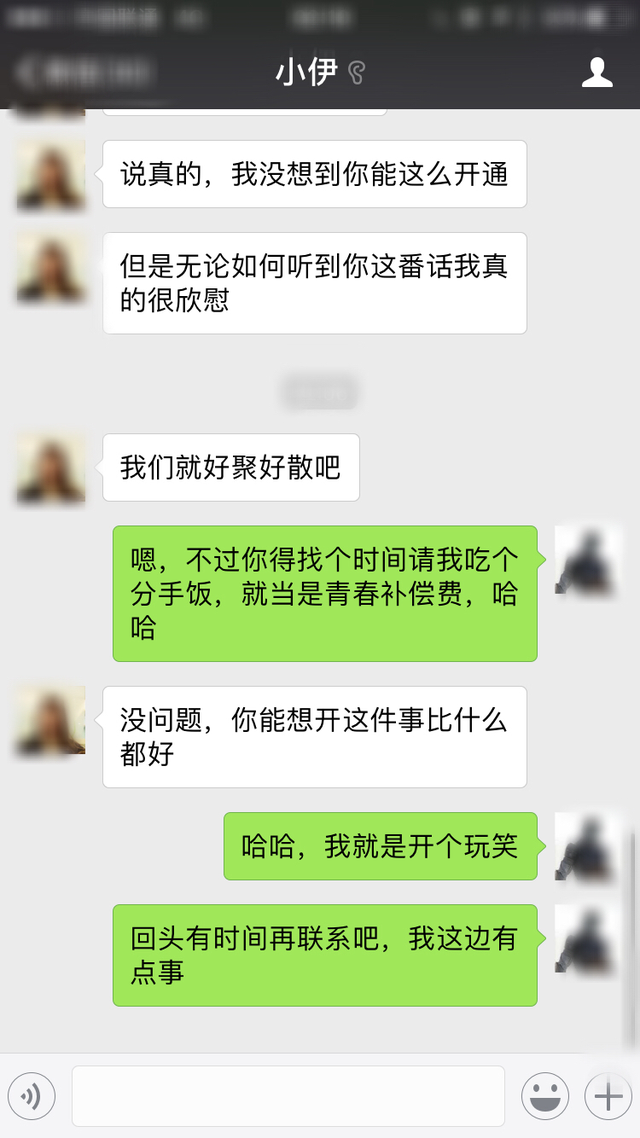 小伊
说真的，我没想到你能这么开通
但是无论如何听到你这番话我真
的很欣慰
我们就好聚好散吧
嗯，不过你得找个时间请我吃个
分手饭，就当是青春补偿费，哈
哈
没问题，你能想开这件事比什么
都好
哈哈，我就是开个玩笑
回头有时间再联系吧，我这边有
点事